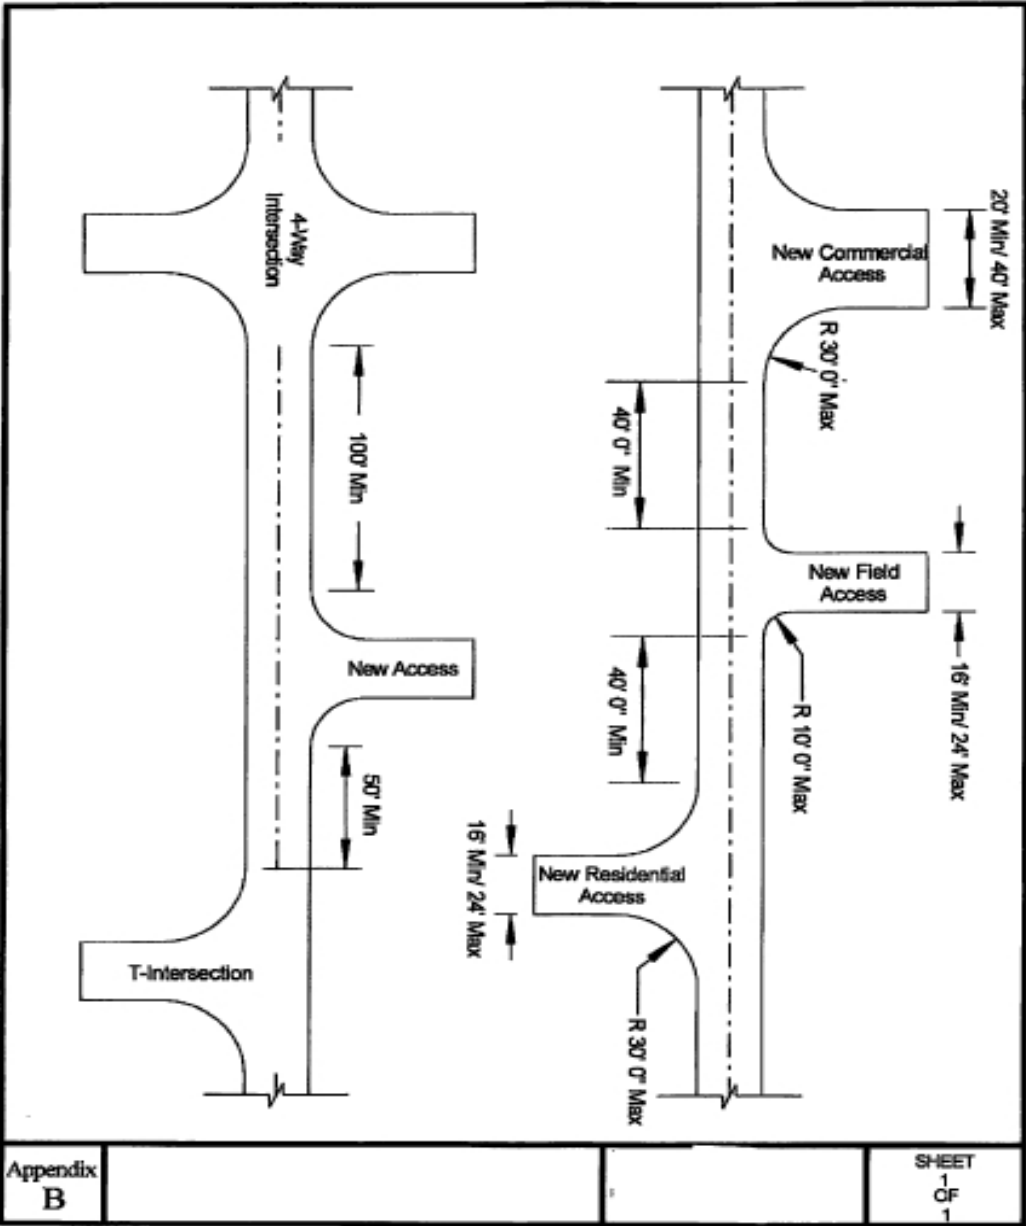 4-Way
Intersection
100' Min
New Access
50' Min
T-Intersection
20' Min/ 40' Max
New Commercial
Access
R 30' 0" Max
40' 0" Min
New Field
Access
16' Min/ 24' Max
R 10' 0" Max
40' 0" Min
16' Min/ 24' Max
New Residential
Access
R 30' 0" Max
Appendix
B
SHEET
1
OF
1